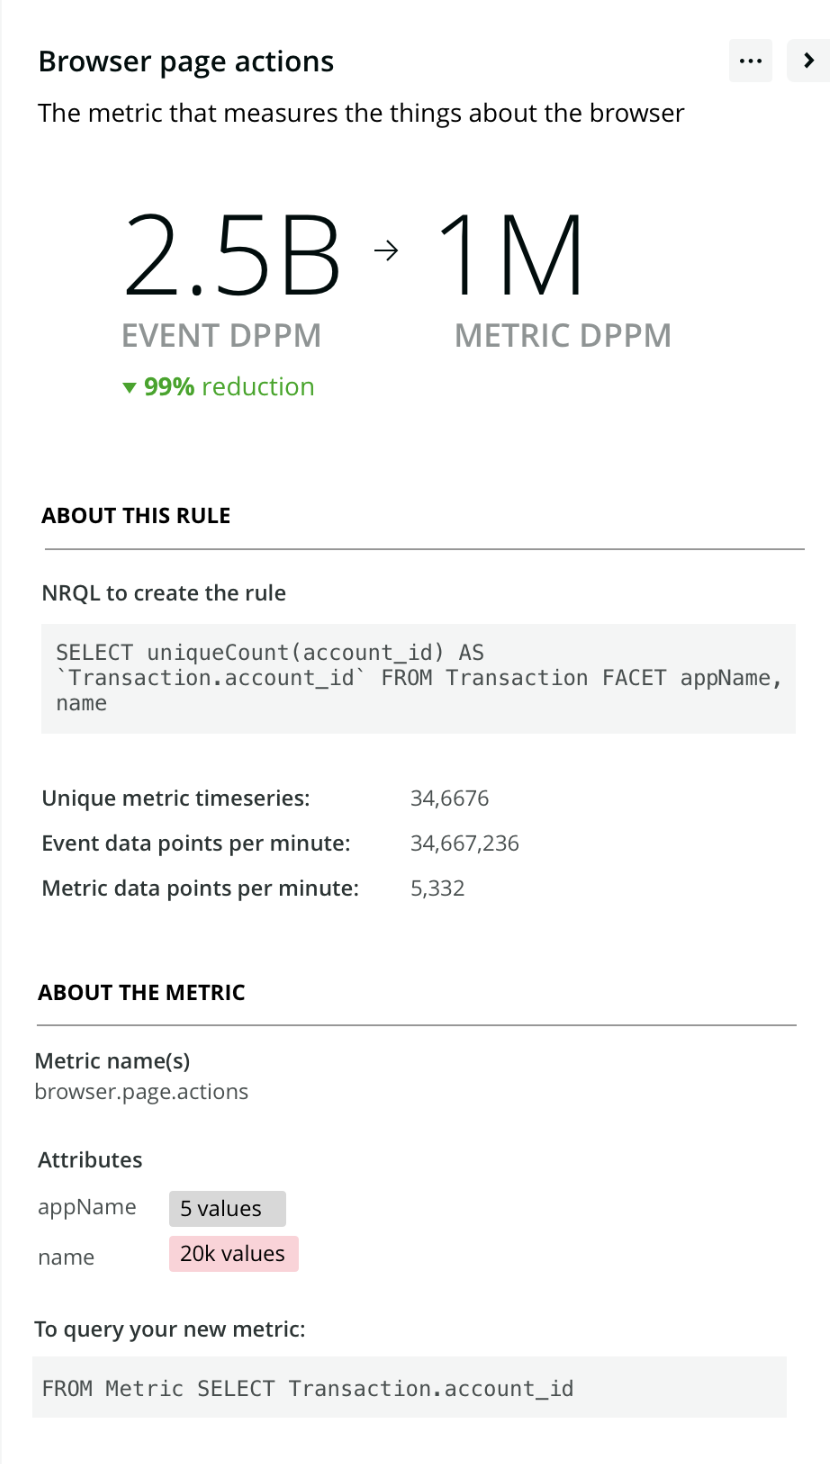 Browser page actions
The metric that measures the things about the browser
2.5B → 1M
EVENT DPPM METRIC DPPM
▼ 99% reduction
ABOUT THIS RULE
NRQL to create the rule
SELECT uniqueCount(account_id) AS
`Transaction.account_id` FROM Transaction FACET appName,
name
Unique metric timeseries: 34,6676
Event data points per minute: 34,667,236
Metric data points per minute: 5,332
ABOUT THE METRIC
Metric name(s)
browser.page.actions
Attributes
appName 5 values
name 20k values
To query your new metric:
FROM Metric SELECT Transaction.account_id